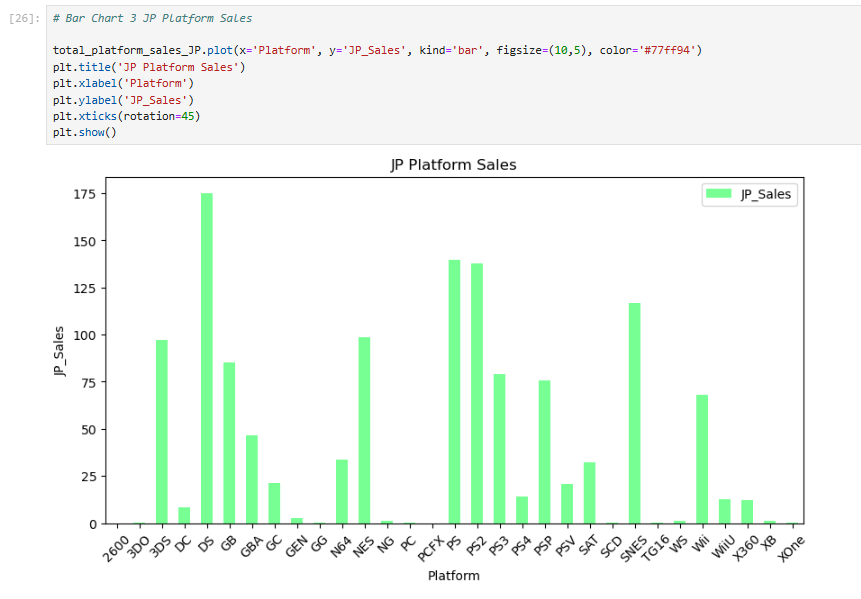 [26]:
# Bar Chart 3 JP Platform Sales
total_platform_sales_JP.plot(x='Platform', y='JP_Sales', kind='bar', figsize=(10,5), color='#77ff94')
plt.title('JP Platform Sales')
plt.xlabel('Platform')
plt.ylabel('JP_Sales')
plt.xticks(rotation=45)
plt.show()
JP Platform Sales
JP_Sales
175
150
125
100
75
50
25
0
JP_Sales
2600 3DO 3DS DC DS GB GBA GC GEN GG N64 NES NG PC PCFX PS PS2 PS3 PS4 PSP PSV SAT SCD SNES TG16 WS Wii WiiU X360 XB XOne
Platform